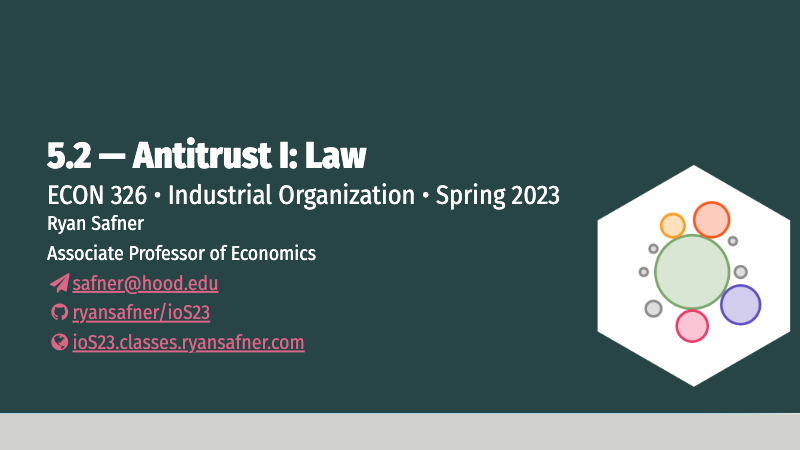 5.2 — Antitrust I: Law
ECON 326 • Industrial Organization • Spring 2023
Ryan Safner
Associate Professor of Economics
safner@hood.edu
ryansafner/ioS23
ioS23.classes.ryansafner.com